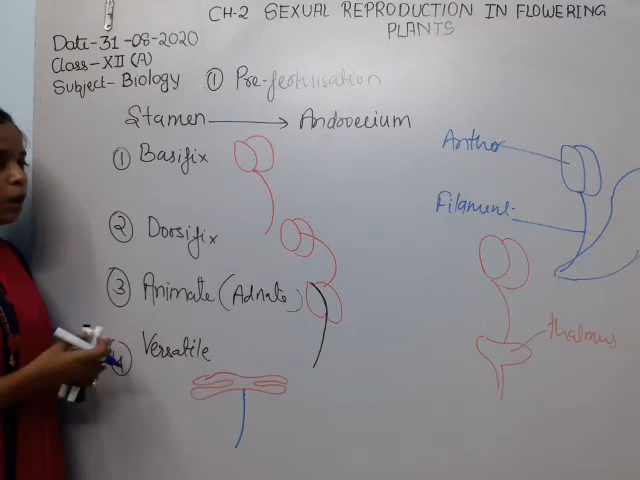 CH-2 SEXUAL REPRODUCTION IN FLOWERING
PLANTS
Date-31-08-2020
Class-XII (A)
Subject-Biology
① Pre-fertilisation
Stamen → Androecium
① Basifix
② Dorsifix
③ Animate (Adnate)
④ Versatile
Anthor
Filament
thalmus